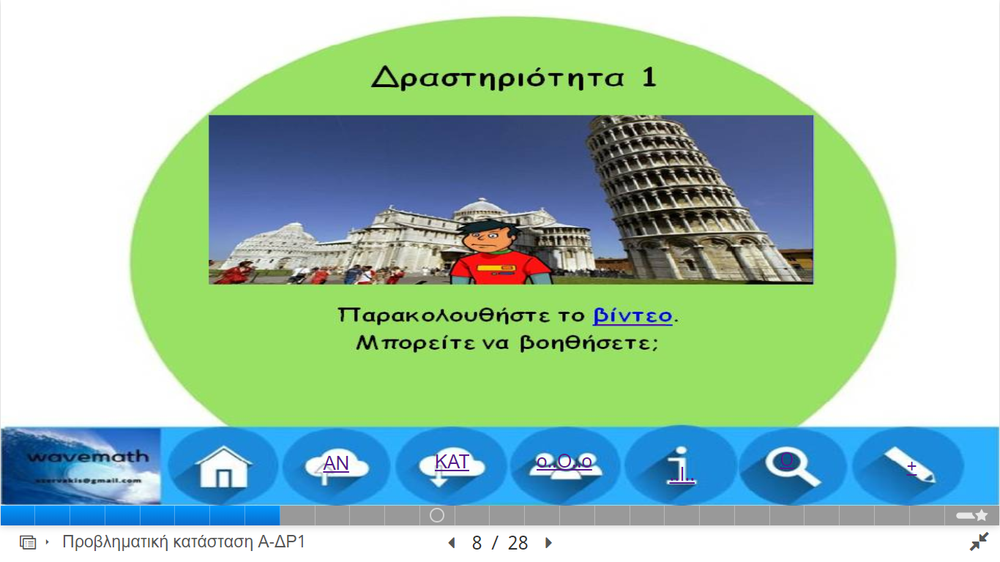 Δραστηριότητα 1
Παρακολουθήστε το βίντεο.
Μπορείτε να βοηθήσετε;
wavemath
ΑΝ
ΚΑΤ
ο..Ο..ο
..Ι..
Ο
+
Προβληματική κατάσταση Α-ΔΡ1
8 / 28